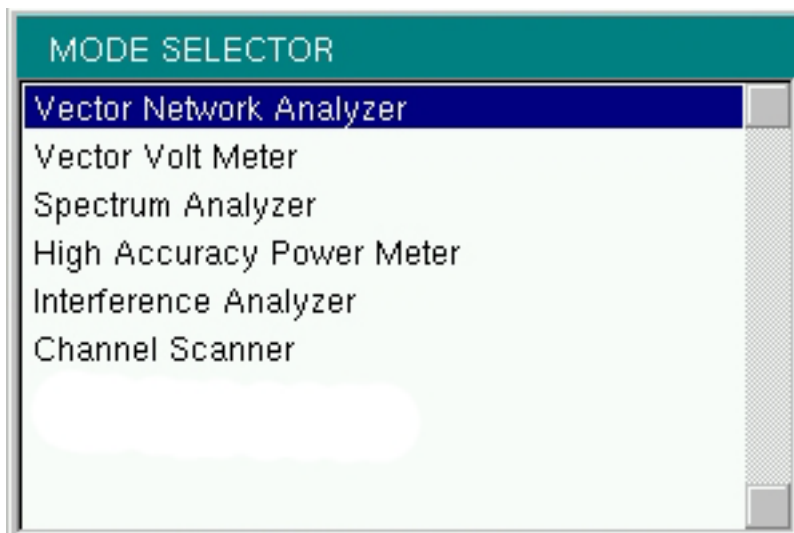 MODE SELECTOR
Vector Network Analyzer
Vector Volt Meter
Spectrum Analyzer
High Accuracy Power Meter
Interference Analyzer
Channel Scanner